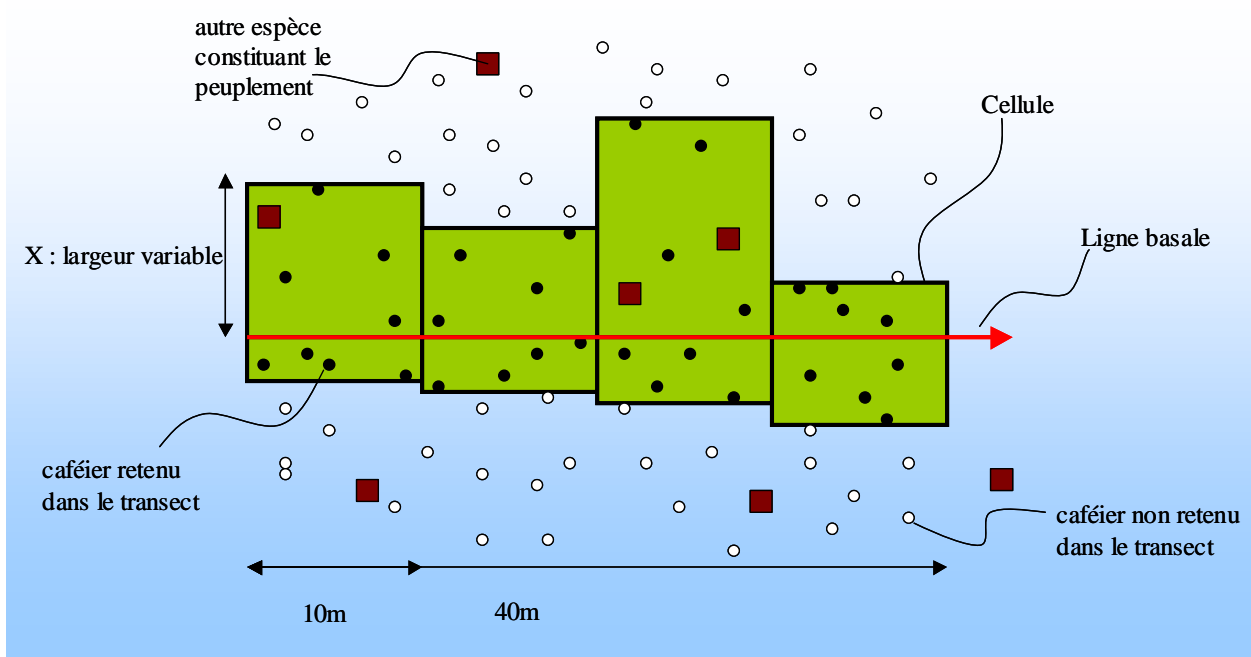 autre espèce
constituant le
peuplement
Cellule
Ligne basale
X : largeur variable
caféier retenu
dans le transect
caféier non retenu
dans le transect
10m
40m